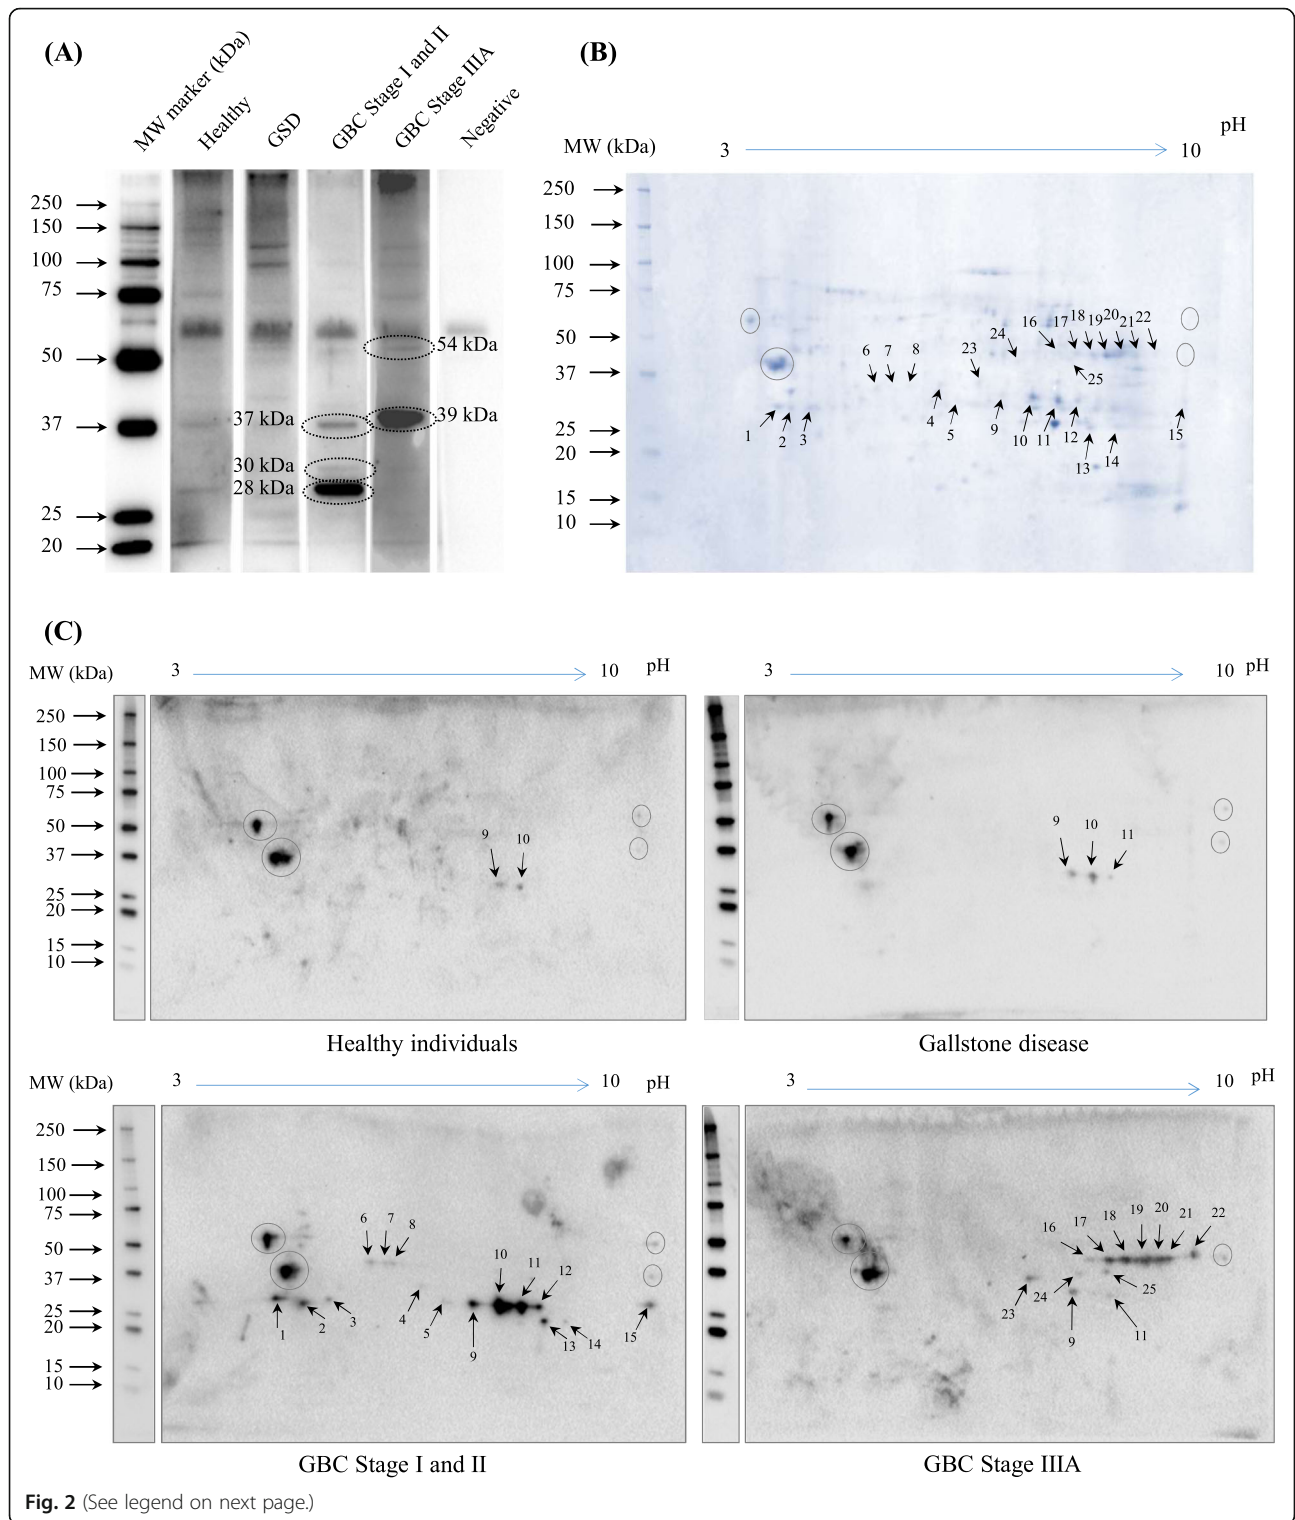 (A)
MW marker (kDa)
Healthy
GSD
GBC Stage I and II
GBC Stage IIIA
Negative
250
150
100
75
50
37
25
20
54 kDa
37 kDa
39 kDa
30 kDa
28 kDa
(B)
MW (kDa) 3 10 pH
250
150
100
75
50
37
25
20
15
10
16 17 18 19 20 21 22
24
6 7 8 23
25
4
1 2 3 5 9 10 11 12 15
13 14
(C)
MW (kDa) 3 10 pH
250
150
100
75
50
37
25
20
15
10
9 10
Healthy individuals
3 10 pH
9 10 11
Gallstone disease
MW (kDa) 3 10 pH
250
150
100
75
50
37
25
20
15
10
6 7 8
10 11 12
4
1 2 3 5 15
9 13 14
GBC Stage I and II
3 10 pH
16 17 18 19 20 21 22
23 24 25
9 11
GBC Stage IIIA
Fig. 2 (See legend on next page.)